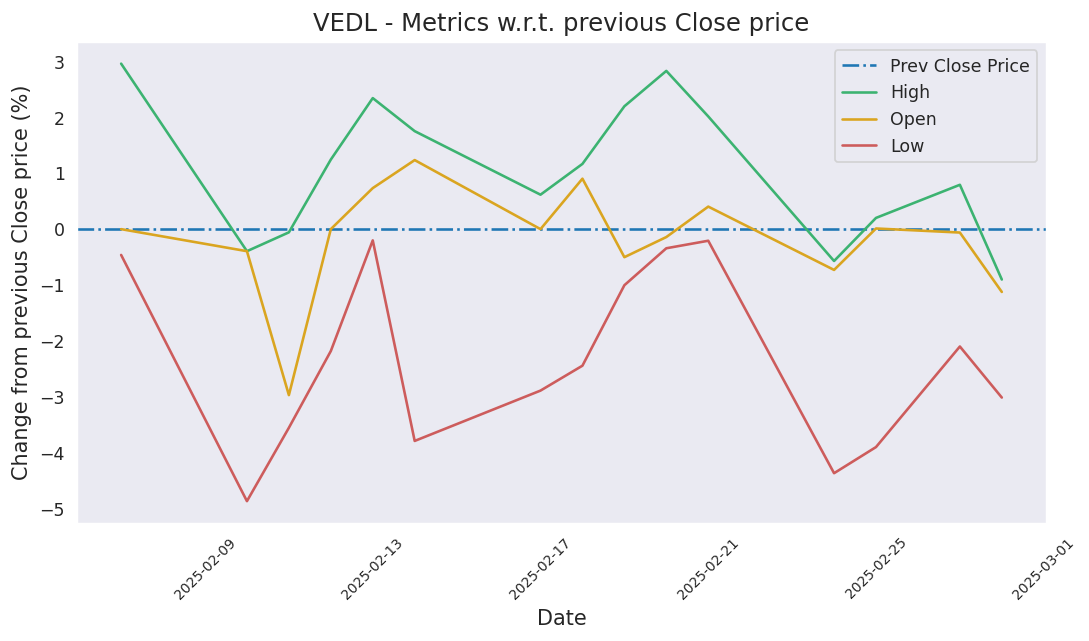 VEDL - Metrics w.r.t. previous Close price
Change from previous Close price (%)
3
2
1
0
−1
−2
−3
−4
−5
Prev Close Price
High
Open
Low
2025-02-09
2025-02-13
2025-02-17
2025-02-21
2025-02-25
2025-03-01
Date